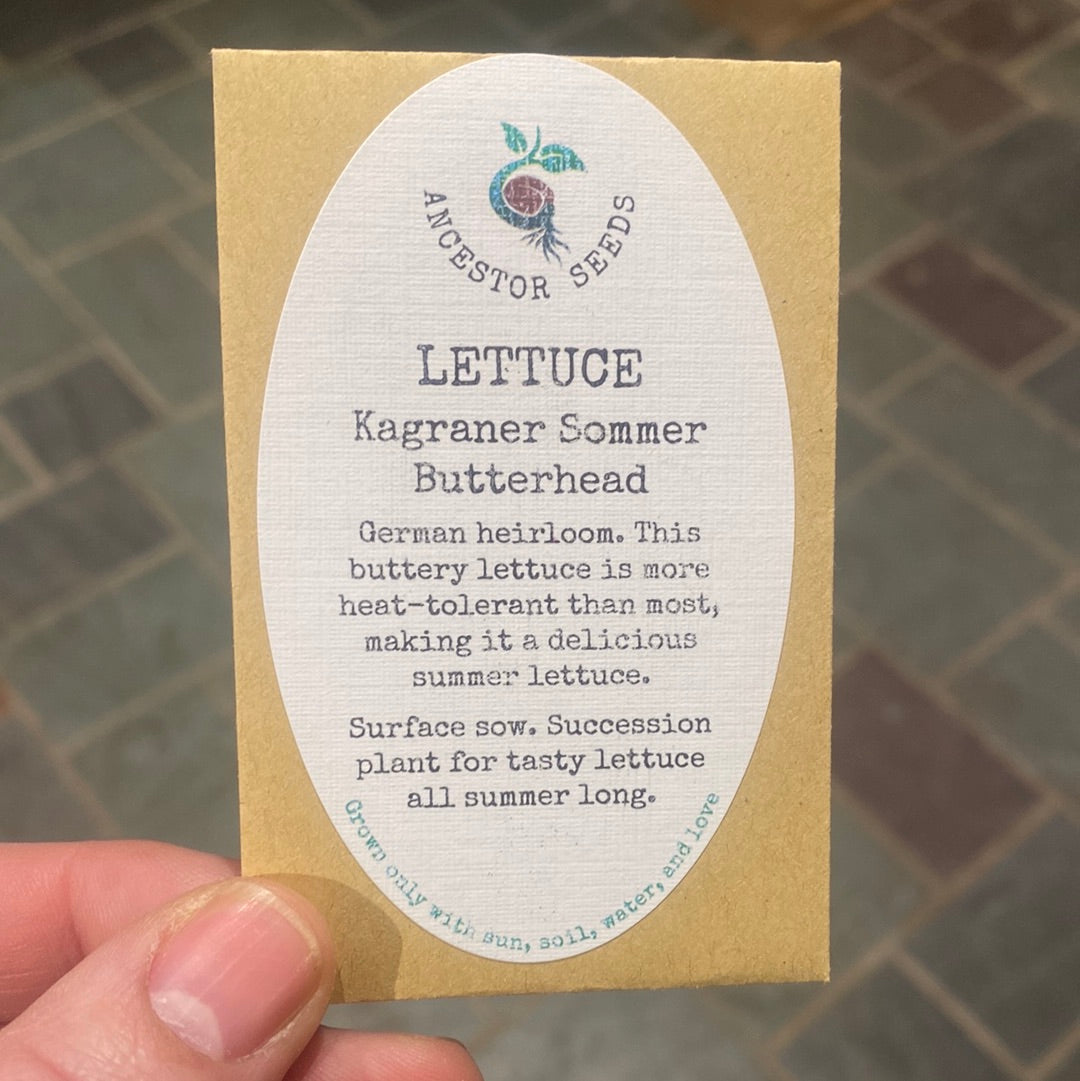 ANCESTOR SEEDS
LETTUCE
Kagraner Sommer
Butterhead
German heirloom. This
buttery lettuce is more
heat-tolerant than most,
making it a delicious
summer lettuce.
Surface sow. Succession
plant for tasty lettuce
all summer long.
Grown only with sun, soil, water, and love